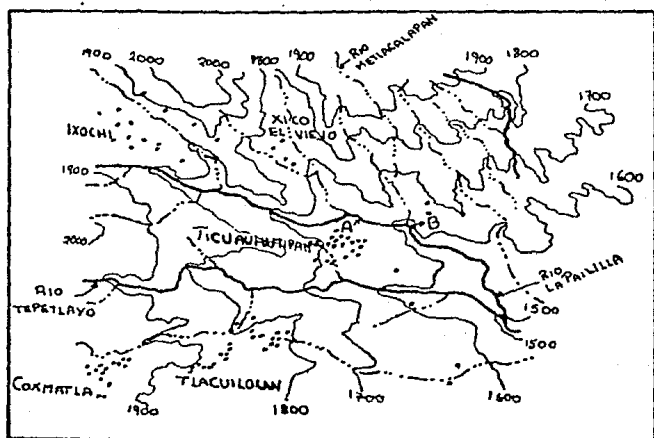 1900
2000
2000
1800
1900
RIO
METLACALAPAN
1900
1800
1700
1600
IXOCHI
XICO
EL VIEJO
1900
2000
TICUAHUTIPAN
A
B
RIO
LA PAILILLA
1500
1500
RIO
TEPETLAYO
COXMATLA
TLACUILOLAN
1900
1800
1700
1600